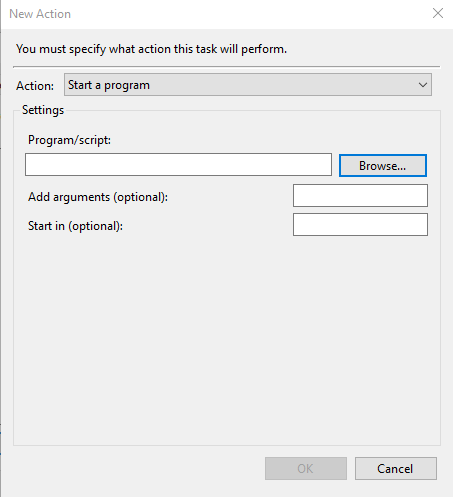 New Action
You must specify what action this task will perform.
Action: Start a program
Settings
Program/script:
Browse...
Add arguments (optional):
Start in (optional):
OK Cancel